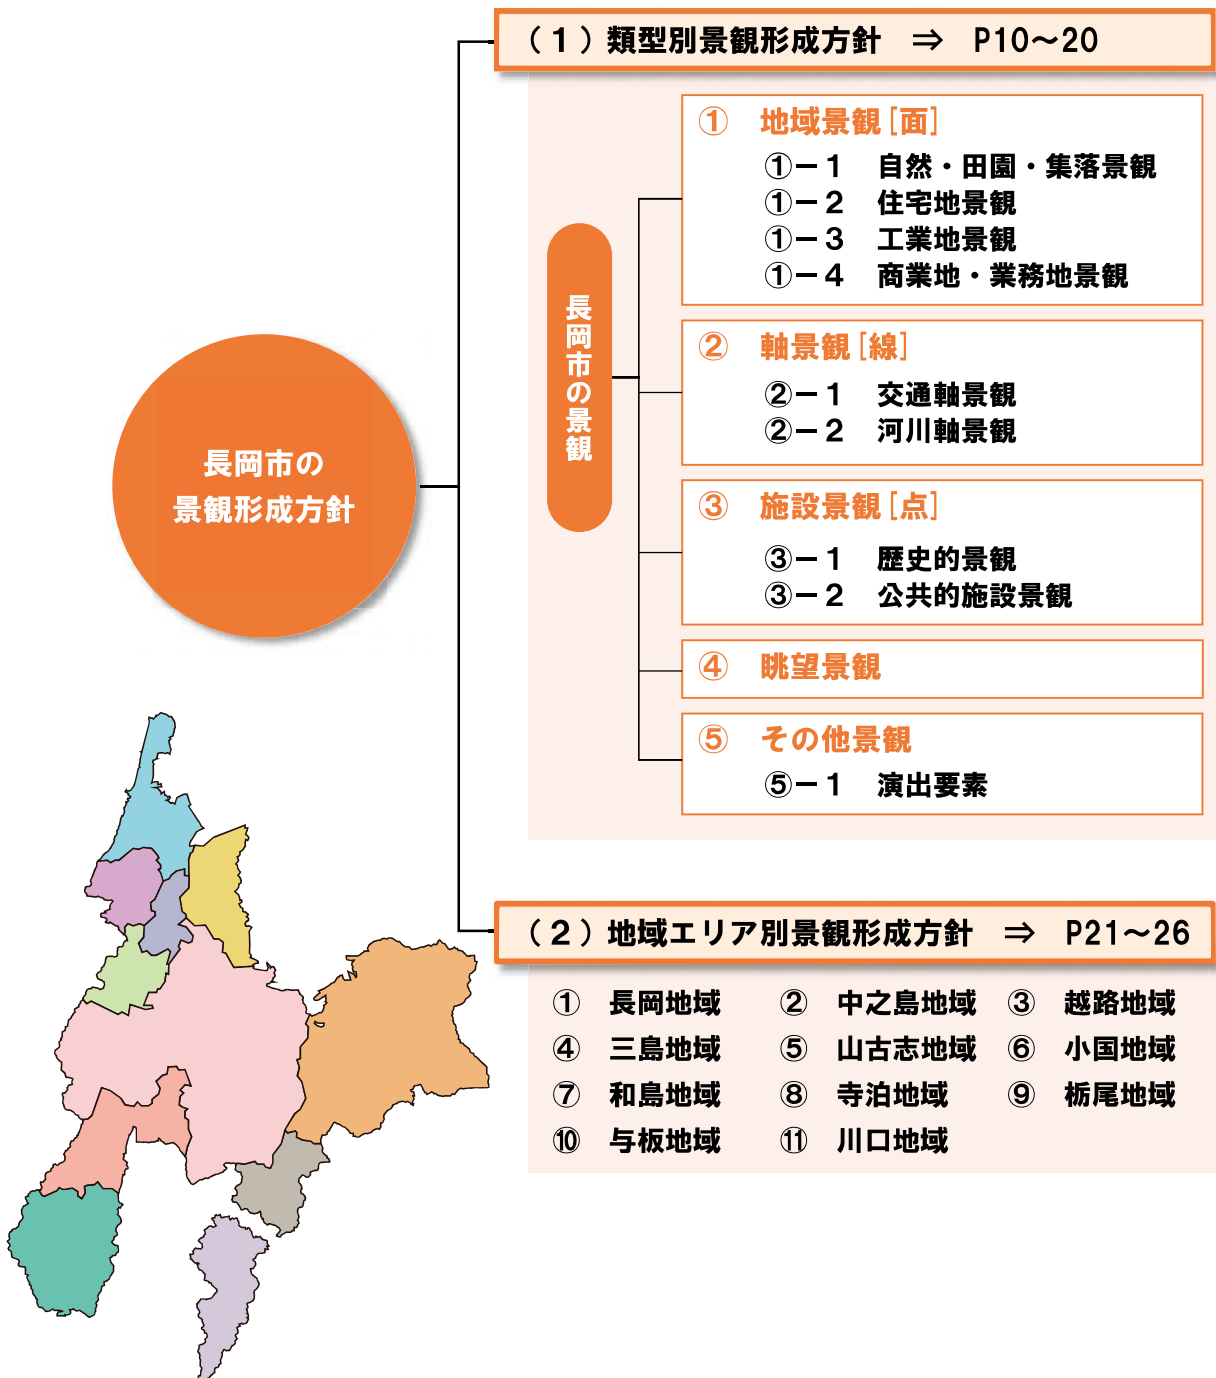 （１）類型別景観形成方針　⇒　P10～20
①　地域景観［面］
①－１　自然・田園・集落景観
①－２　住宅地景観
①－３　工業地景観
①－４　商業地・業務地景観
長岡市の景観
②　軸景観［線］
②－１　交通軸景観
②－２　河川軸景観
長岡市の
景観形成方針
③　施設景観［点］
③－１　歴史的景観
③－２　公共的施設景観
④　眺望景観
⑤　その他景観
⑤－１　演出要素
（２）地域エリア別景観形成方針　⇒　P21～26
①　長岡地域　②　中之島地域　③　越路地域
④　三島地域　⑤　山古志地域　⑥　小国地域
⑦　和島地域　⑧　寺泊地域　⑨　栃尾地域
⑩　与板地域　⑪　川口地域